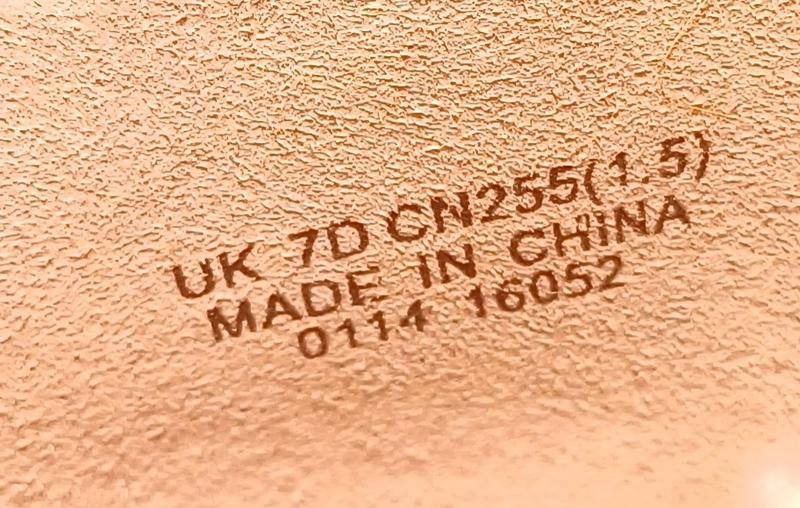 UK 7D CN255(1.5)
MADE IN CHINA
0114 16052